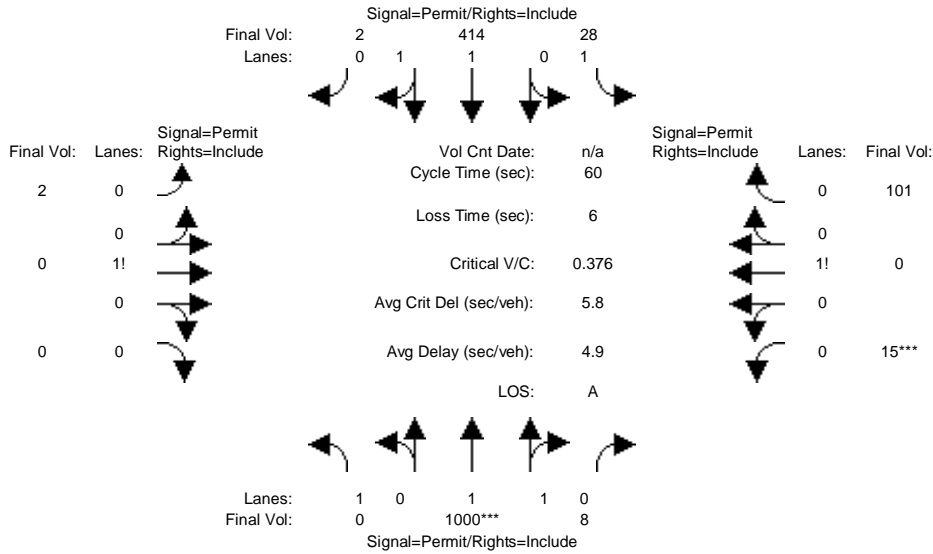 Signal=Permit/Rights=Include
Final Vol: 2 414 28
Lanes: 0 1 1 0 1
Signal=Permit
Final Vol: Lanes: Rights=Include
Vol Cnt Date: n/a
Signal=Permit
Rights=Include Lanes: Final Vol:
Cycle Time (sec): 60
2 0
0 101
Loss Time (sec): 6
0
0
0 1!
Critical V/C: 0.376
1! 0
0
Avg Crit Del (sec/veh): 5.8
0
0 0
Avg Delay (sec/veh): 4.9
0 15***
LOS: A
Lanes: 1 0 1 1 0
Final Vol: 0 1000*** 8
Signal=Permit/Rights=Include